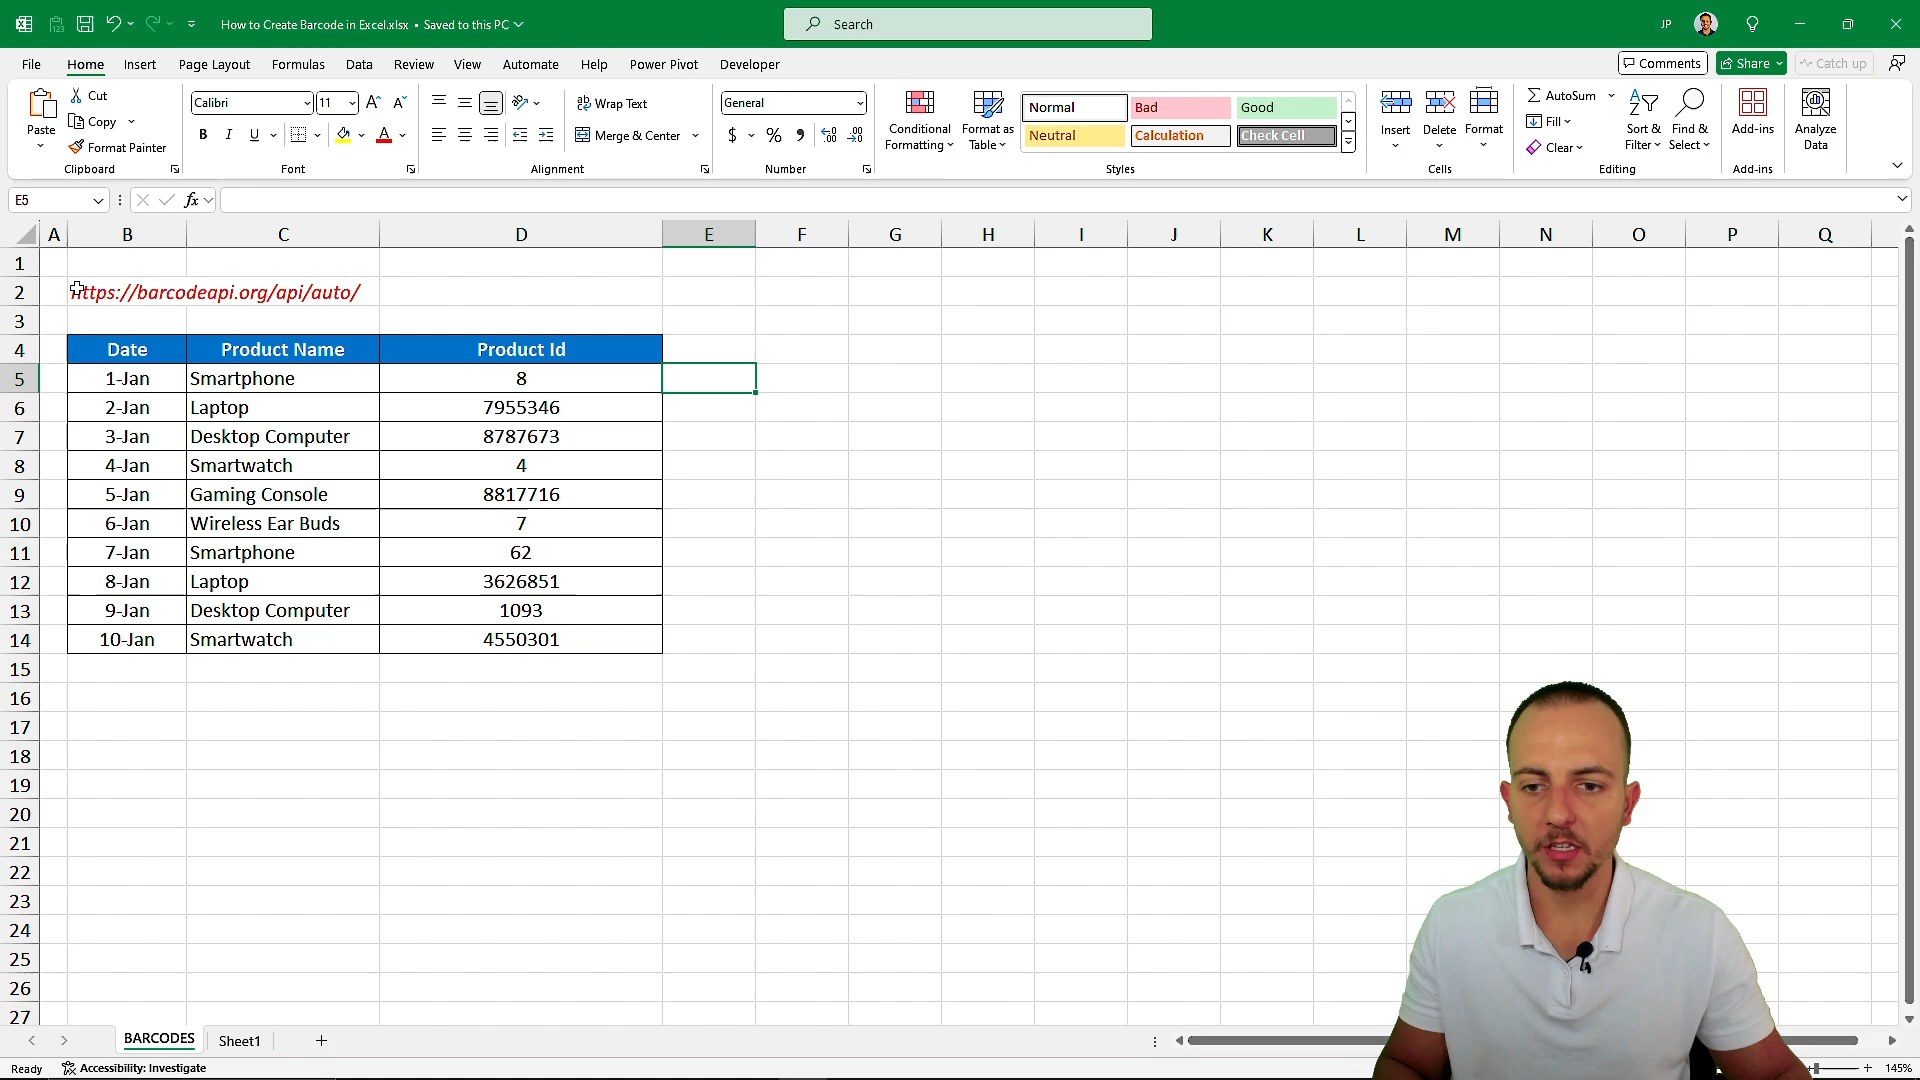 How to Create Barcode in Excel.xlsx • Saved to this PC
Search
JP
File Home Insert Page Layout Formulas Data Review View Automate Help Power Pivot Developer
Comments Share Catch up
Paste
Cut
Copy
Format Painter
Clipboard
Calibri 11
B I U
Font
Wrap Text
Merge & Center
Alignment
General
$ % 9
Number
Conditional Formatting
Format as Table
Normal Bad Good
Neutral Calculation Check Cell
Styles
Insert Delete Format
Cells
AutoSum
Fill
Clear
Sort & Filter
Find & Select
Editing
Add-ins
Add-ins
Analyze Data
E5
fx
A B C D E F G H I J K L M N O P Q
1
2 https://barcodeapi.org/api/auto/
3
4 Date Product Name Product Id
5 1-Jan Smartphone 8
6 2-Jan Laptop 7955346
7 3-Jan Desktop Computer 8787673
8 4-Jan Smartwatch 4
9 5-Jan Gaming Console 8817716
10 6-Jan Wireless Ear Buds 7
11 7-Jan Smartphone 62
12 8-Jan Laptop 3626851
13 9-Jan Desktop Computer 1093
14 10-Jan Smartwatch 4550301
15
16
17
18
19
20
21
22
23
24
25
26
27
BARCODES Sheet1
Ready Accessibility: Investigate
145%